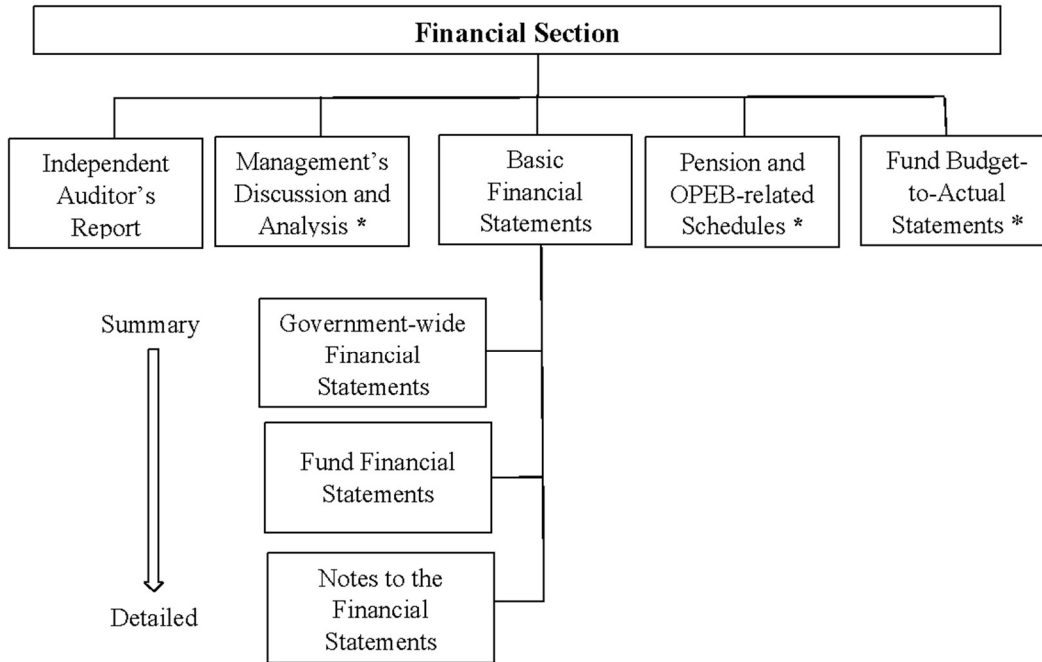 Financial Section
Independent
Auditor's
Report
Management's
Discussion and
Analysis *
Basic
Financial
Statements
Pension and
OPEB-related
Schedules *
Fund Budget-
to-Actual
Statements *
Summary
Detailed
Government-wide
Financial
Statements
Fund Financial
Statements
Notes to the
Financial
Statements